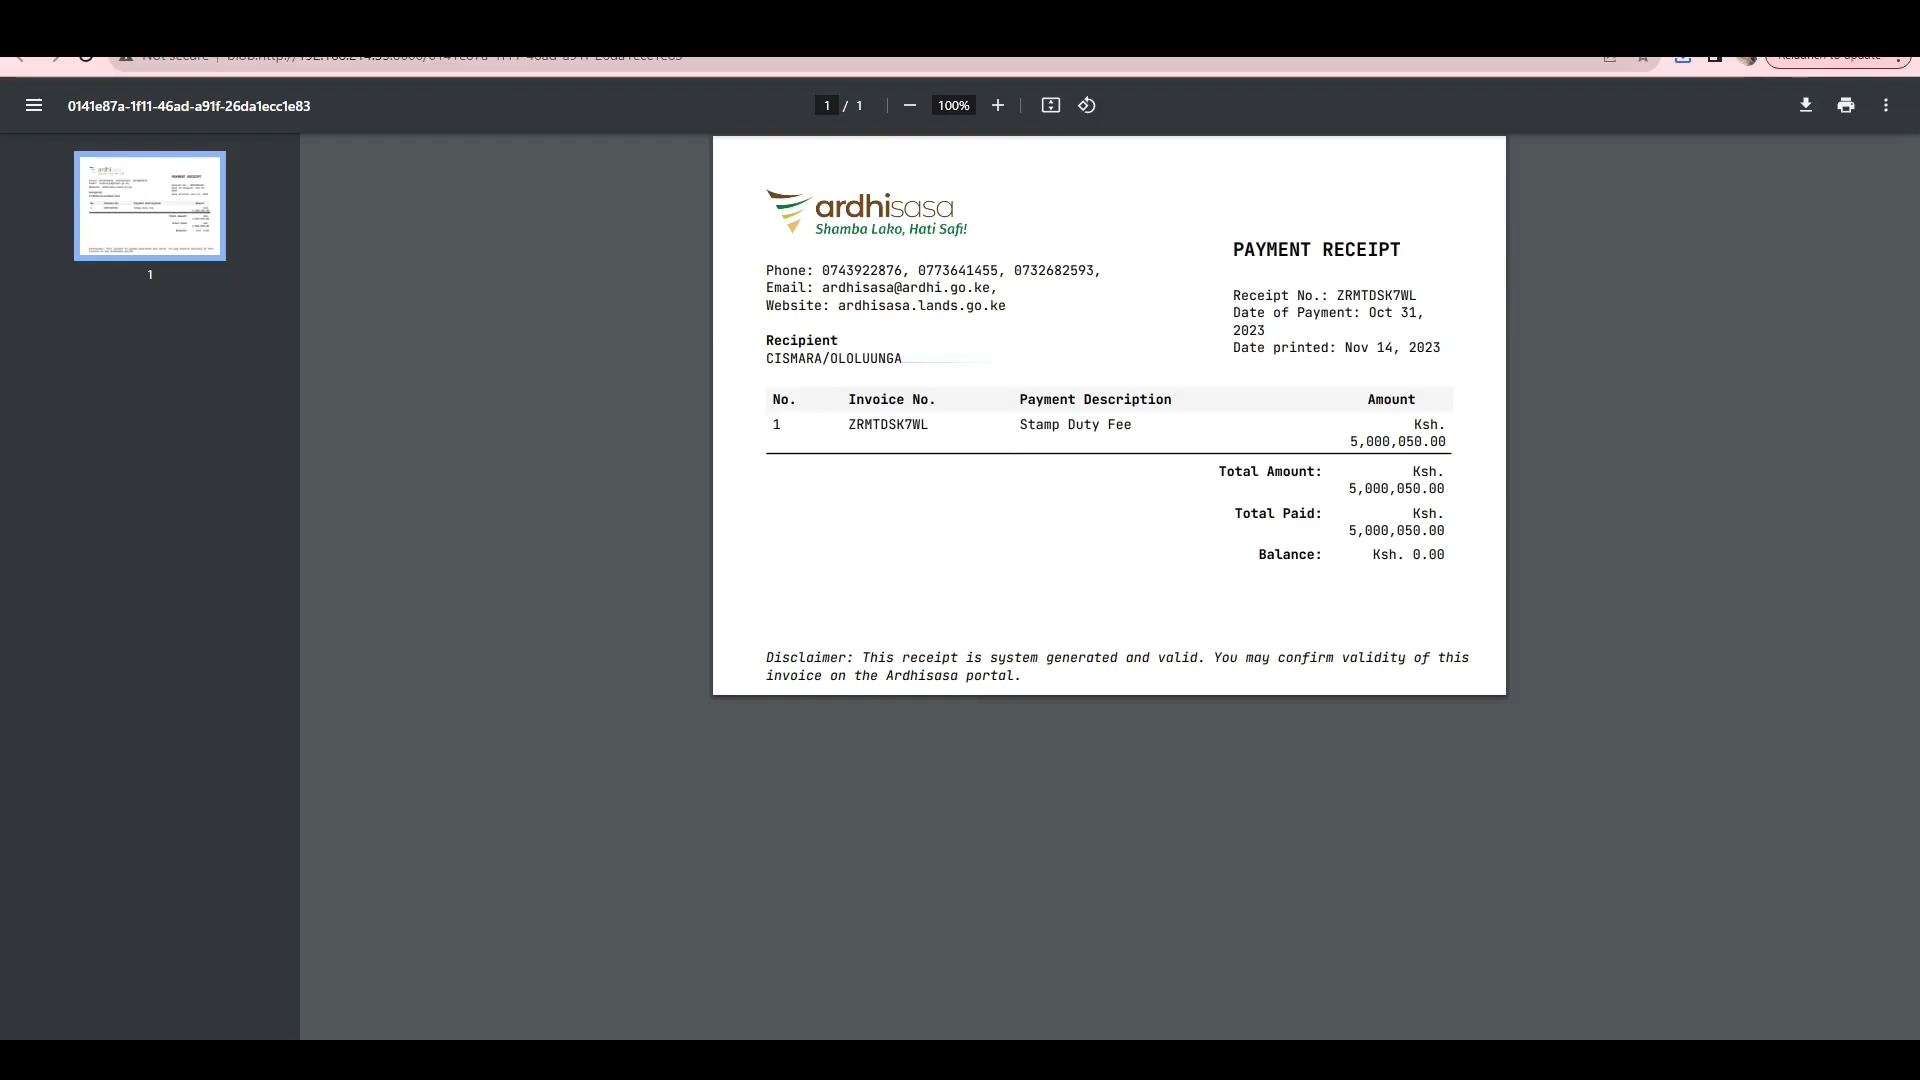 0141e87a-1f11-46ad-a91f-26da1ecc1e83
1 / 1
100%
1
ardhisasa
Shamba Lako, Hati Safi!
PAYMENT RECEIPT
Phone: 0743922876, 0773641455, 0732682593,
Email: ardhisasa@ardhi.go.ke,
Website: ardhisasa.lands.go.ke
Receipt No.: ZRMTDSK7WL
Date of Payment: Oct 31,
2023
Date printed: Nov 14, 2023
Recipient
CISMARA/OLOLUUNGA
No. Invoice No. Payment Description Amount
1 ZRMTDSK7WL Stamp Duty Fee Ksh.
5,000,050.00
Total Amount: Ksh.
5,000,050.00
Total Paid: Ksh.
5,000,050.00
Balance: Ksh. 0.00
Disclaimer: This receipt is system generated and valid. You may confirm validity of this
invoice on the Ardhisasa portal.